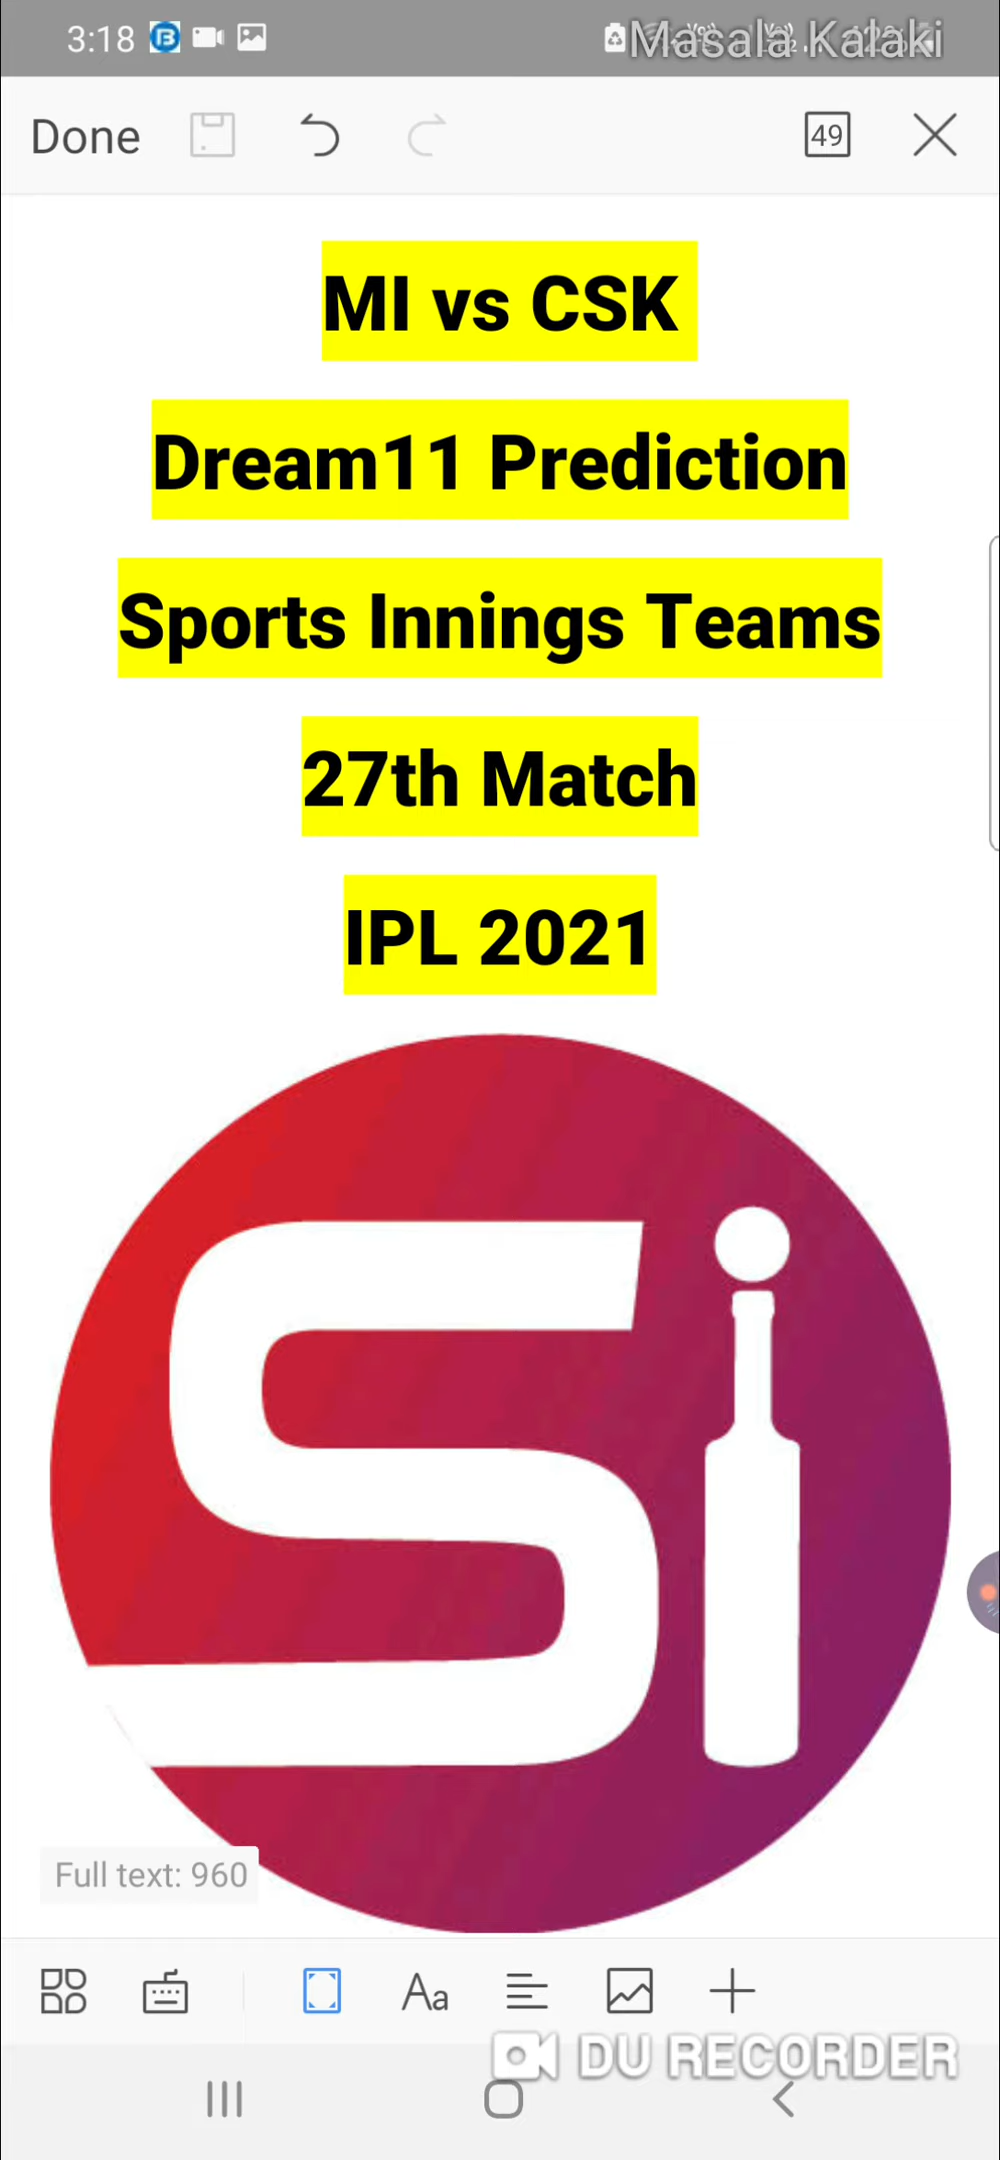 3:18
Masala Kalaki
Done
49
MI vs CSK
Dream11 Prediction
Sports Innings Teams
27th Match
IPL 2021
Si
Full text: 960
Aa
DU RECORDER